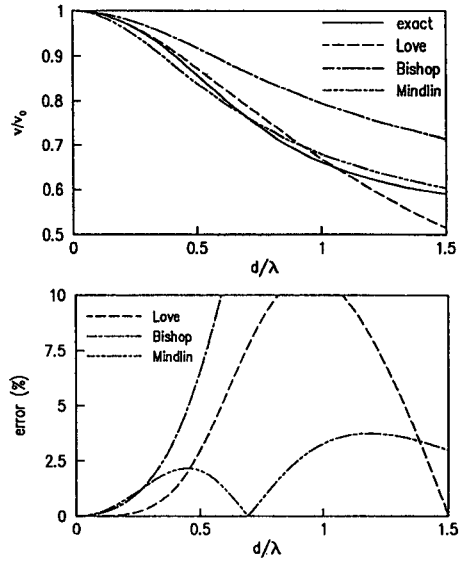 1
0.9
0.8
0.7
0.6
0.5
ν/ν₀
exact
Love
Bishop
Mindlin
0 0.5 1 1.5
d/λ
10
7.5
5
2.5
0
error (%)
Love
Bishop
Mindlin
0 0.5 1 1.5
d/λ